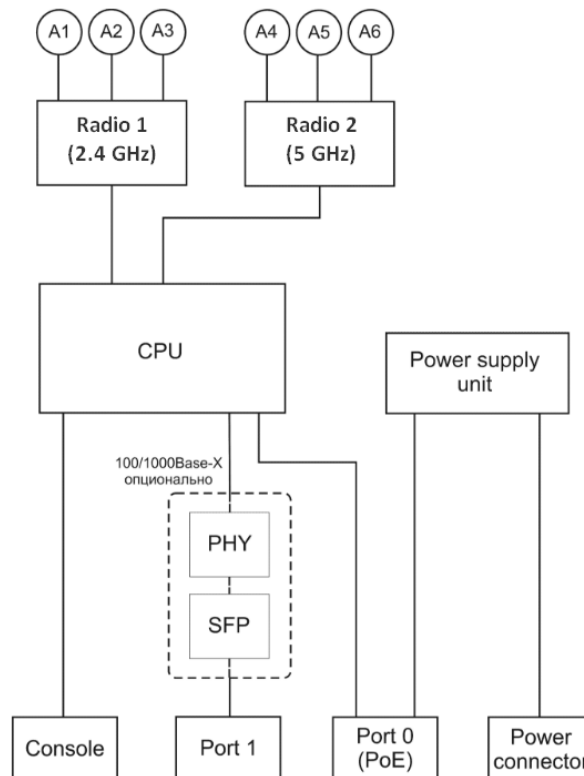 A1 A2 A3 A4 A5 A6
Radio 1
(2.4 GHz)
Radio 2
(5 GHz)
CPU
Power supply
unit
100/1000Base-X
опционально
PHY
SFP
Console
Port 1
Port 0
(PoE)
Power
connector